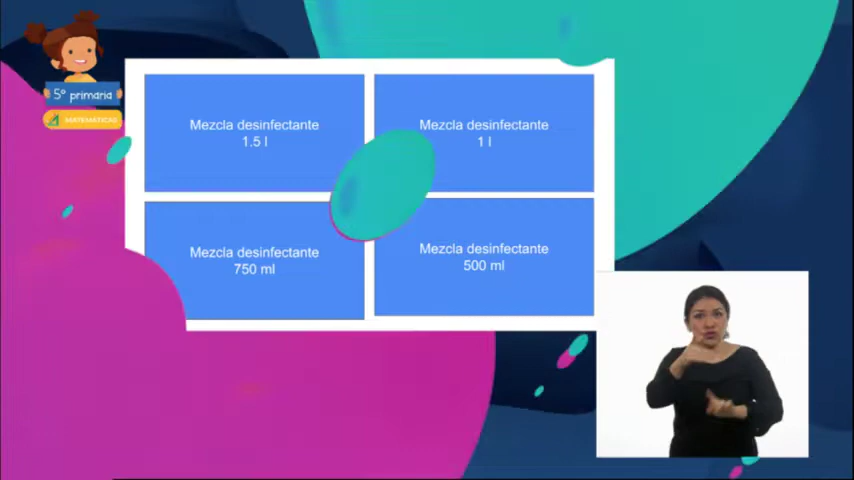 5° primaria
MATEMÁTICAS
Mezcla desinfectante
1.5 l
Mezcla desinfectante
1 l
Mezcla desinfectante
750 ml
Mezcla desinfectante
500 ml